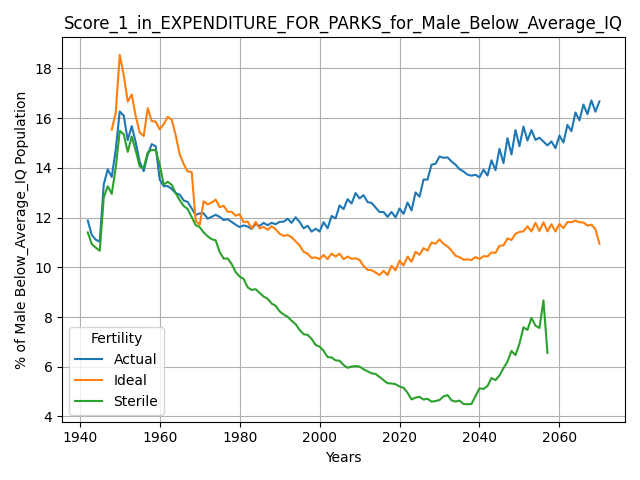 Score_1_in_EXPENDITURE_FOR_PARKS_for_Male_Below_Average_IQ
% of Male Below_Average_IQ Population
18
16
14
12
10
8
6
4
Fertility
Actual
Ideal
Sterile
1940 1960 1980 2000 2020 2040 2060
Years